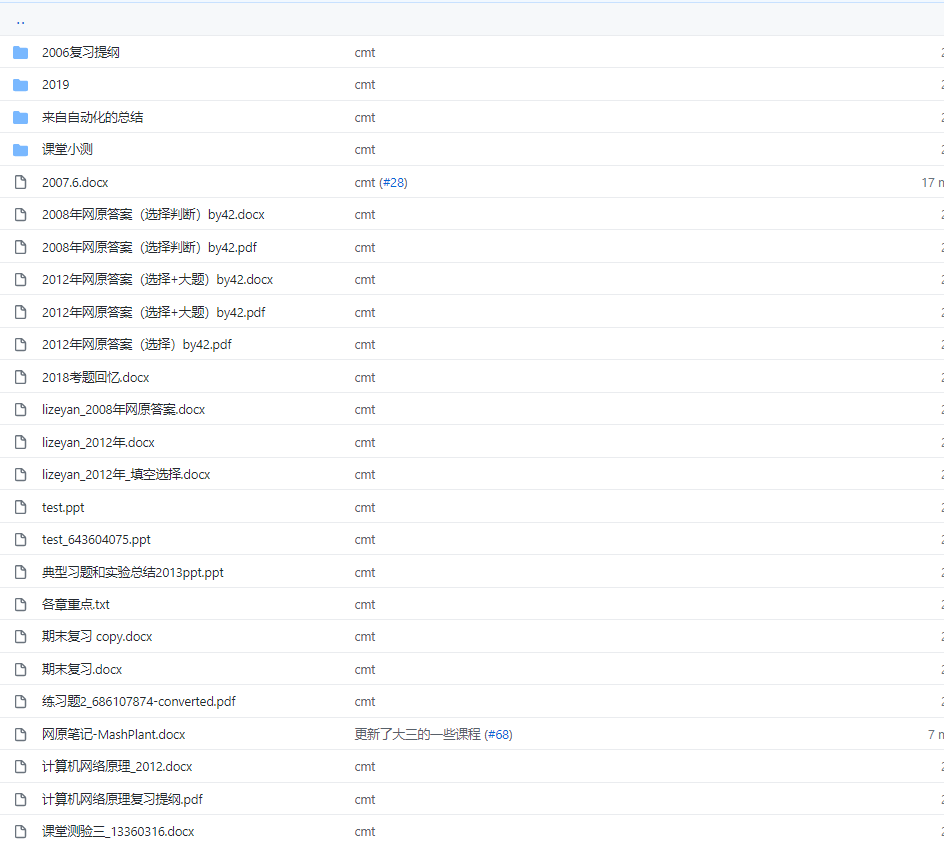 ..
2006复习提纲 cmt 2
2019 cmt 2
来自自动化的总结 cmt 2
课堂小测 cmt 2
2007.6.docx cmt (#28) 17 m
2008年网原答案（选择判断）by42.docx cmt 2
2008年网原答案（选择判断）by42.pdf cmt 2
2012年网原答案（选择+大题）by42.docx cmt 2
2012年网原答案（选择+大题）by42.pdf cmt 2
2012年网原答案（选择）by42.pdf cmt 2
2018考题回忆.docx cmt 2
lizeyan_2008年网原答案.docx cmt 2
lizeyan_2012年.docx cmt 2
lizeyan_2012年_填空选择.docx cmt 2
test.ppt cmt 2
test_643604075.ppt cmt 2
典型习题和实验总结2013ppt.ppt cmt 2
各章重点.txt cmt 2
期末复习 copy.docx cmt 2
期末复习.docx cmt 2
练习题2_686107874-converted.pdf cmt 2
网原笔记-MashPlant.docx 更新了大三的一些课程 (#68) 7 m
计算机网络原理_2012.docx cmt 2
计算机网络原理复习提纲.pdf cmt 2
课堂测验三_13360316.docx cmt 2